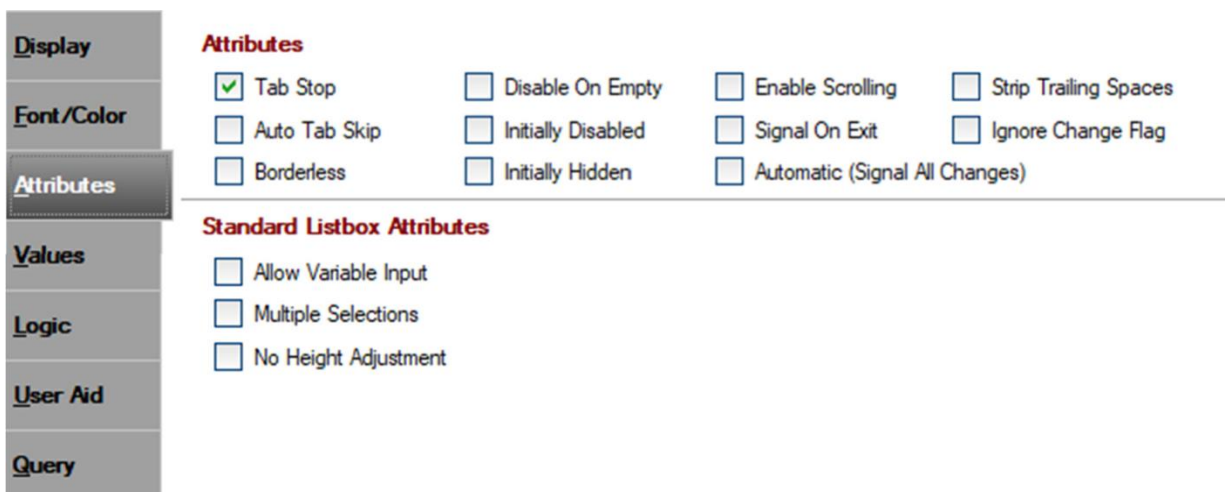 Display
Font/Color
Attributes
Values
Logic
User Aid
Query
Attributes
Tab Stop Disable On Empty Enable Scrolling Strip Trailing Spaces
Auto Tab Skip Initially Disabled Signal On Exit Ignore Change Flag
Borderless Initially Hidden Automatic (Signal All Changes)
Standard Listbox Attributes
Allow Variable Input
Multiple Selections
No Height Adjustment